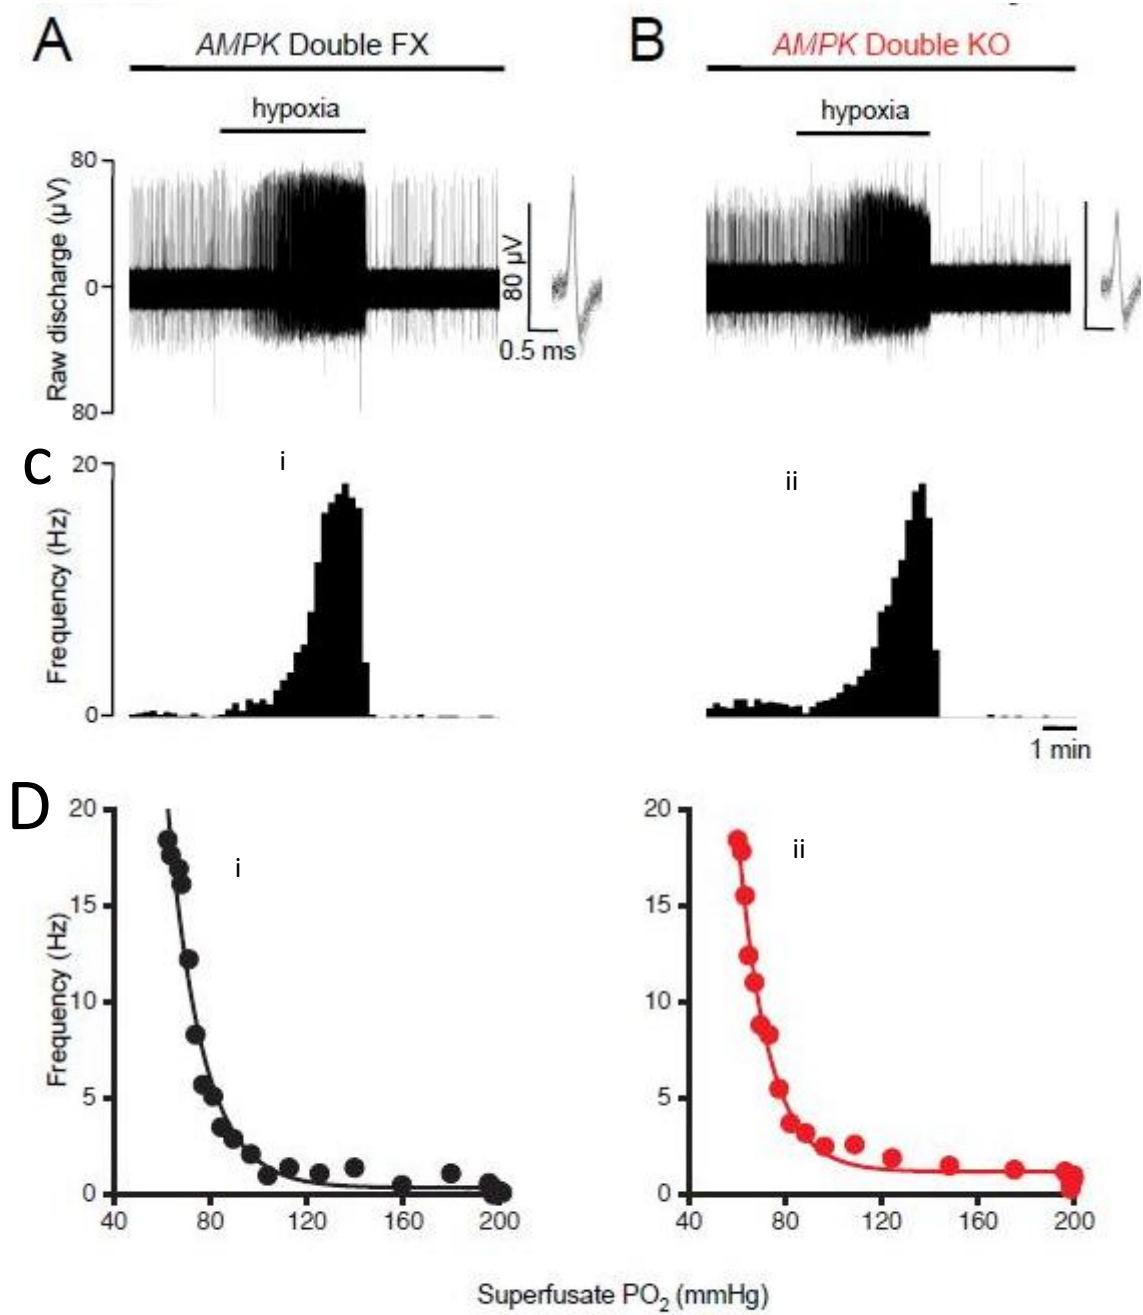 A
AMPK Double FX
B
AMPK Double KO
hypoxia
hypoxia
80
0
80
Raw discharge (µV)
80 µV
0.5 ms
C
i
ii
20
0
Frequency (Hz)
1 min
D
i
ii
20
15
10
5
0
Frequency (Hz)
40 80 120 160 200
20
15
10
5
0
40 80 120 160 200
Superfusate PO₂ (mmHg)